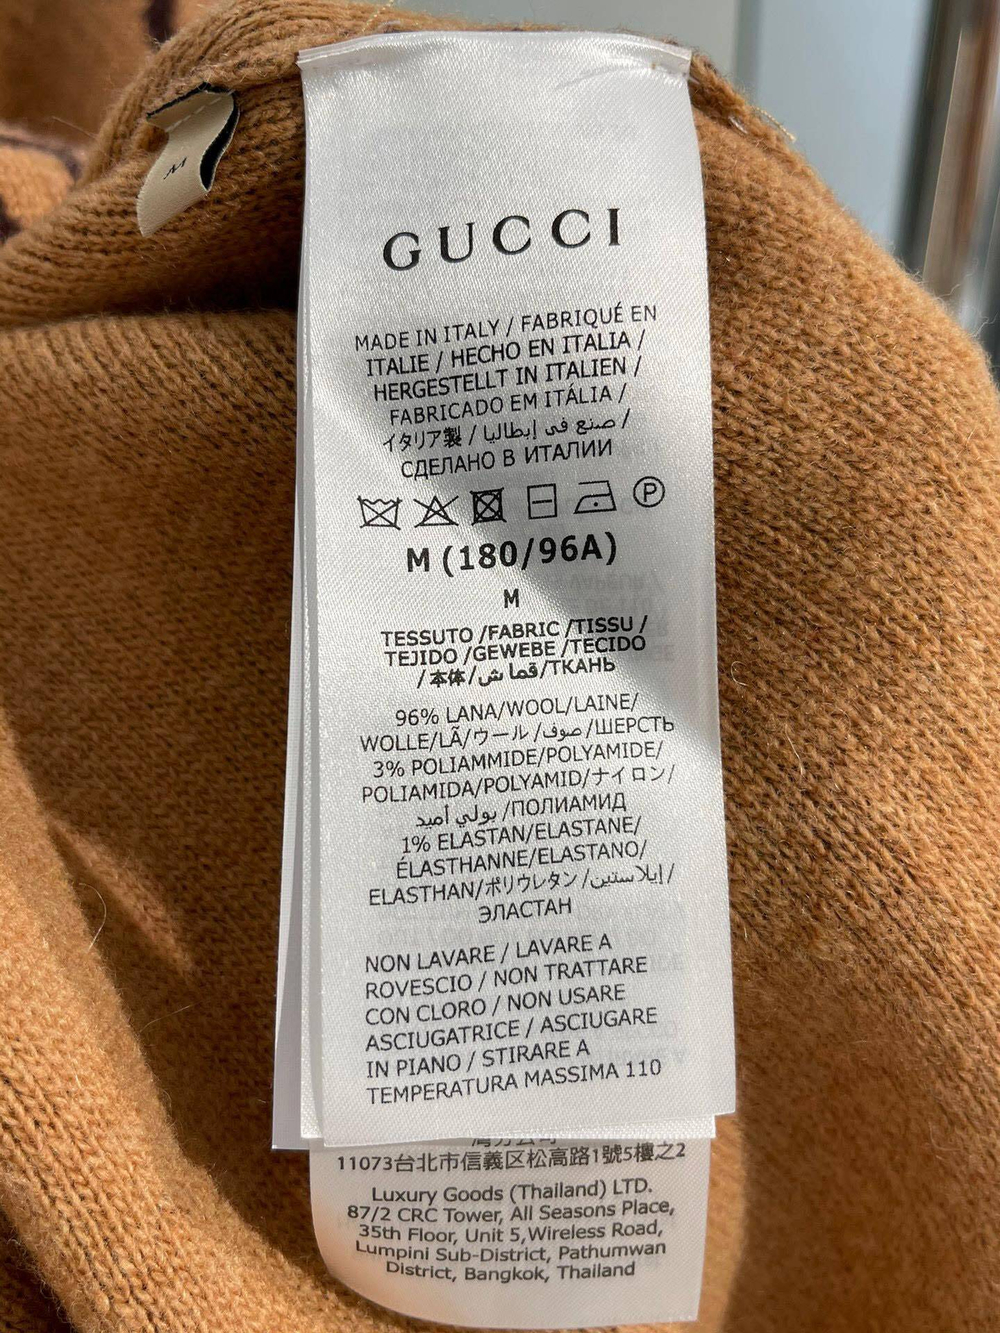 M
GUCCI
MADE IN ITALY / FABRIQUÉ EN
ITALIE / HECHO EN ITALIA /
HERGESTELLT IN ITALIEN /
FABRICADO EM ITÁLIA /
イタリア製 / صنع في إيطاليا /
СДЕЛАНО В ИТАЛИИ
P
M (180/96A)
M
TESSUTO /FABRIC /TISSU /
TEJIDO /GEWEBE /TECIDO
/本体/قماش/ТКАНЬ
96% LANA/WOOL/LAINE/
WOLLE/LÃ/ウール/صوف/ШЕРСТЬ
3% POLIAMMIDE/POLYAMIDE/
POLIAMIDA/POLYAMID/ナイロン/
بولي أميد/ПОЛИАМИД
1% ELASTAN/ELASTANE/
ÉLASTHANNE/ELASTANO/
ELASTHAN/ポリウレタン/إيلاستين/
ЭЛАСТАН
NON LAVARE / LAVARE A
ROVESCIO / NON TRATTARE
CON CLORO / NON USARE
ASCIUGATRICE / ASCIUGARE
IN PIANO / STIRARE A
TEMPERATURA MASSIMA 110
11073台北市信義区松高路1號5樓之2
Luxury Goods (Thailand) LTD.
87/2 CRC Tower, All Seasons Place,
35th Floor, Unit 5,Wireless Road,
Lumpini Sub-District, Pathumwan
District, Bangkok, Thailand